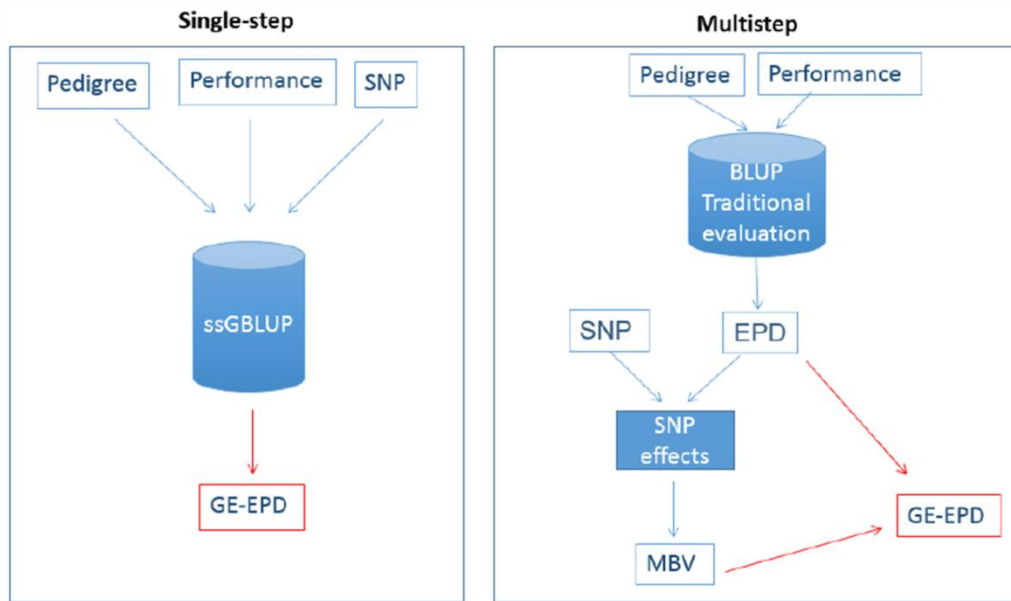 Single-step
Pedigree
Performance
SNP
ssGBLUP
GE-EPD
Multistep
Pedigree
Performance
BLUP
Traditional
evaluation
SNP
EPD
SNP
effects
MBV
GE-EPD